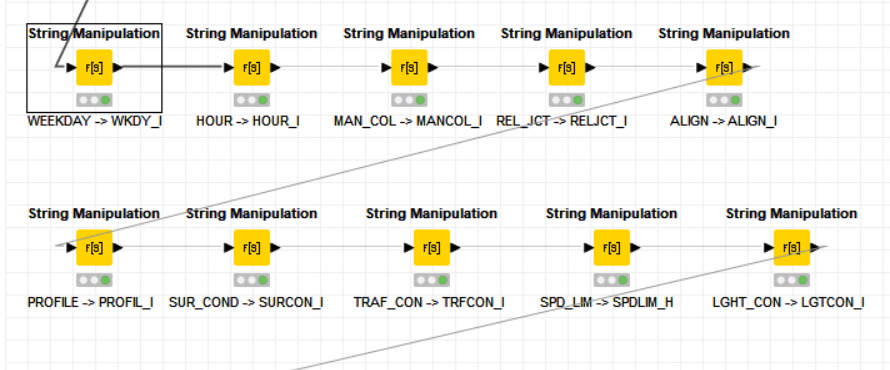 String Manipulation String Manipulation String Manipulation String Manipulation String Manipulation
f[s] f[s] f[s] f[s] f[s]
WEEKDAY -> WKDY_I HOUR -> HOUR_I MAN_COL -> MANCOL_I REL_JCT -> RELJCT_I ALIGN -> ALIGN_I
String Manipulation String Manipulation String Manipulation String Manipulation String Manipulation
f[s] f[s] f[s] f[s] f[s]
PROFILE -> PROFIL_I SUR_COND -> SURCON_I TRAF_CON -> TRFCON_I SPD_LIM -> SPDLIM_H LGHT_CON -> LGTCON_I